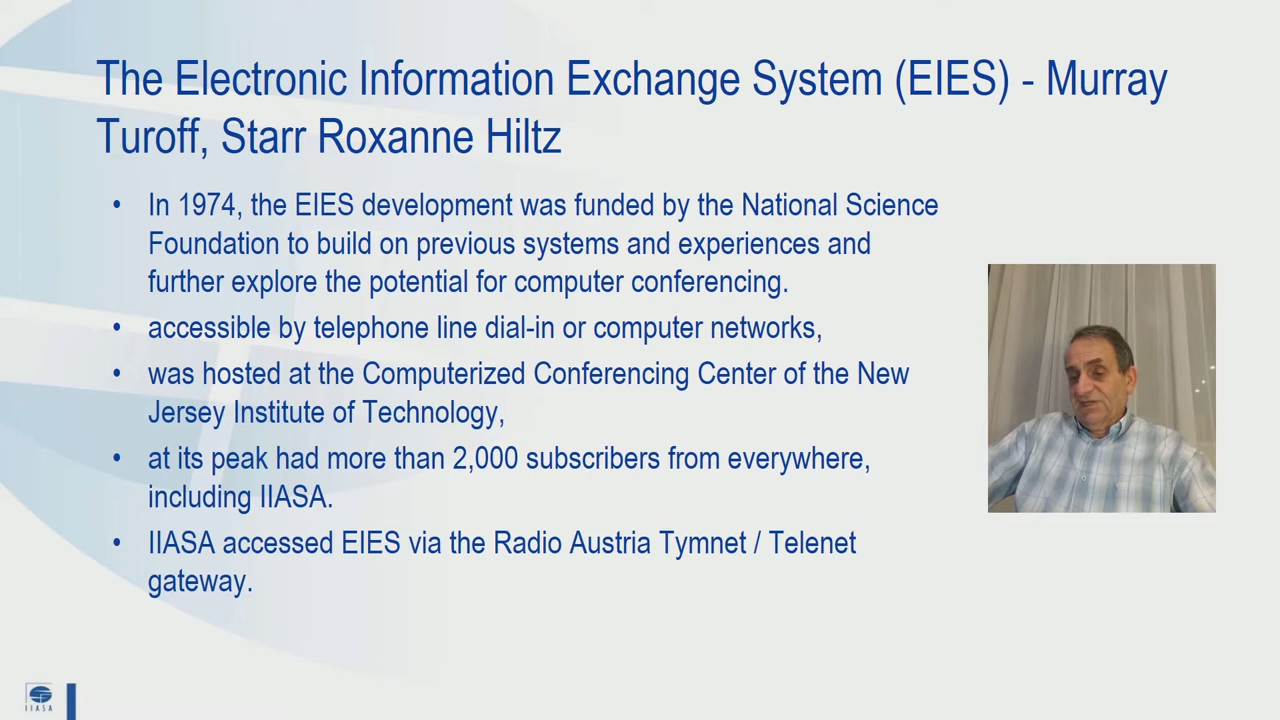 The Electronic Information Exchange System (EIES) - Murray
Turoff, Starr Roxanne Hiltz
• In 1974, the EIES development was funded by the National Science
Foundation to build on previous systems and experiences and
further explore the potential for computer conferencing.
• accessible by telephone line dial-in or computer networks,
• was hosted at the Computerized Conferencing Center of the New
Jersey Institute of Technology,
• at its peak had more than 2,000 subscribers from everywhere,
including IIASA.
• IIASA accessed EIES via the Radio Austria Tymnet / Telenet
gateway.
IIASA